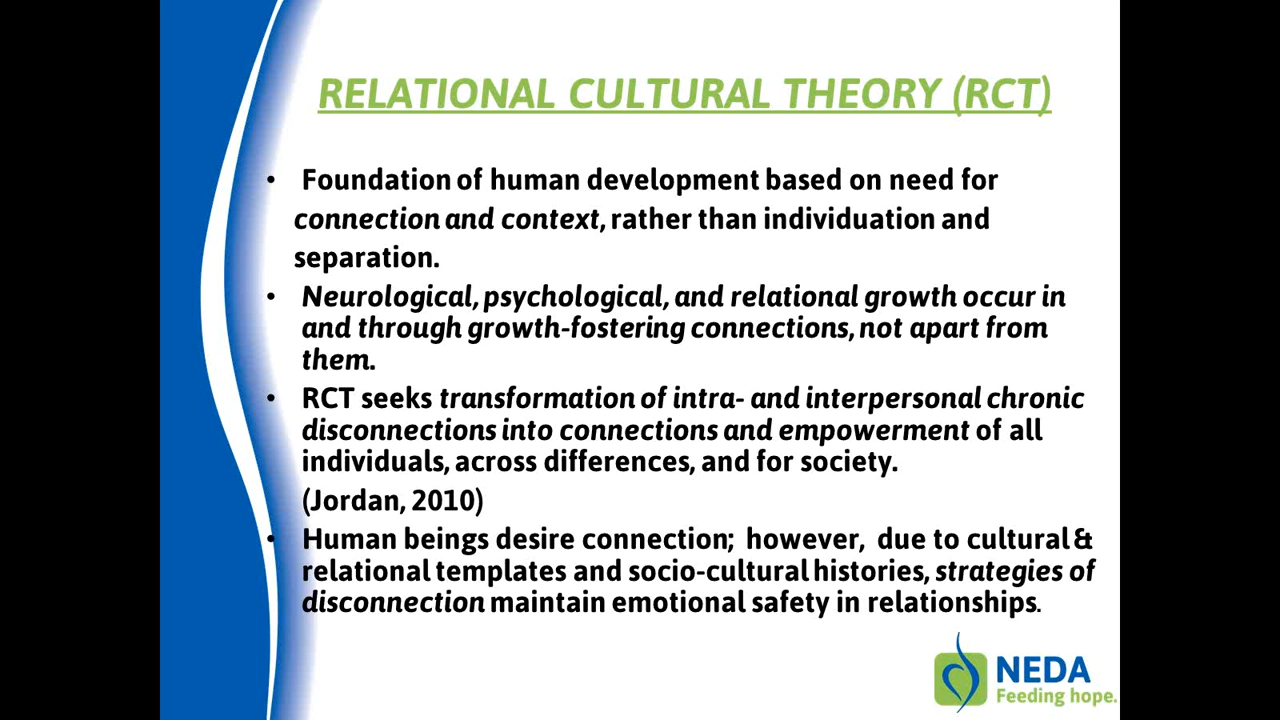 RELATIONAL CULTURAL THEORY (RCT)
• Foundation of human development based on need for
connection and context, rather than individuation and
separation.
• Neurological, psychological, and relational growth occur in
and through growth-fostering connections, not apart from
them.
• RCT seeks transformation of intra- and interpersonal chronic
disconnections into connections and empowerment of all
individuals, across differences, and for society.
(Jordan, 2010)
• Human beings desire connection; however, due to cultural &
relational templates and socio-cultural histories, strategies of
disconnection maintain emotional safety in relationships.
NEDA
Feeding hope.